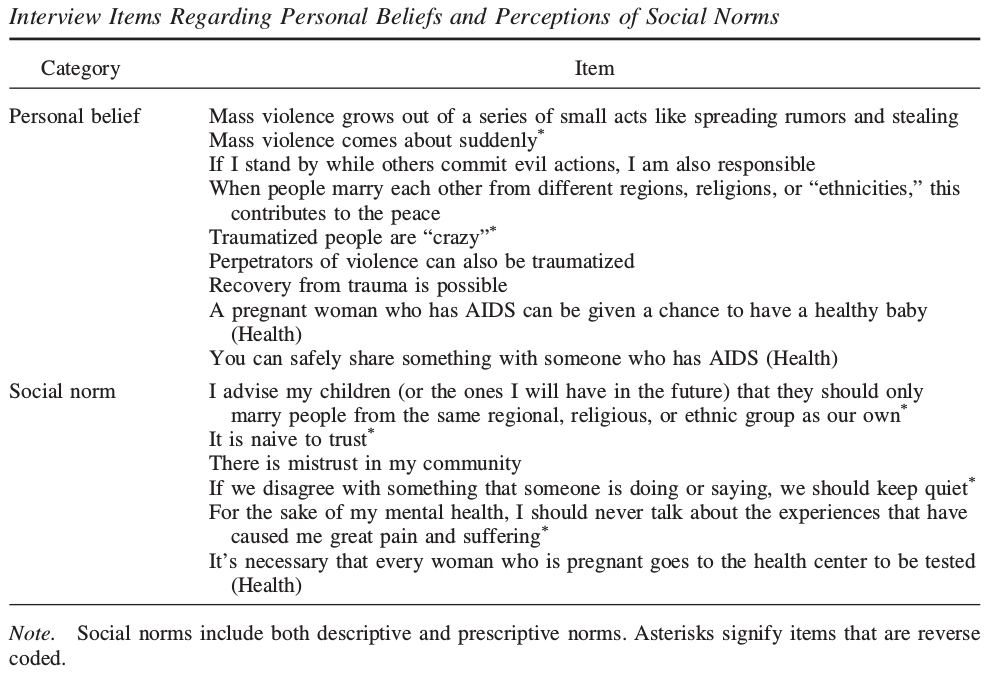 Interview Items Regarding Personal Beliefs and Perceptions of Social Norms
Category Item
Personal belief Mass violence grows out of a series of small acts like spreading rumors and stealing
Mass violence comes about suddenly*
If I stand by while others commit evil actions, I am also responsible
When people marry each other from different regions, religions, or “ethnicities,” this
contributes to the peace
Traumatized people are “crazy”*
Perpetrators of violence can also be traumatized
Recovery from trauma is possible
A pregnant woman who has AIDS can be given a chance to have a healthy baby
(Health)
You can safely share something with someone who has AIDS (Health)
Social norm I advise my children (or the ones I will have in the future) that they should only
marry people from the same regional, religious, or ethnic group as our own*
It is naive to trust*
There is mistrust in my community
If we disagree with something that someone is doing or saying, we should keep quiet*
For the sake of my mental health, I should never talk about the experiences that have
caused me great pain and suffering*
It’s necessary that every woman who is pregnant goes to the health center to be tested
(Health)
Note. Social norms include both descriptive and prescriptive norms. Asterisks signify items that are reverse
coded.